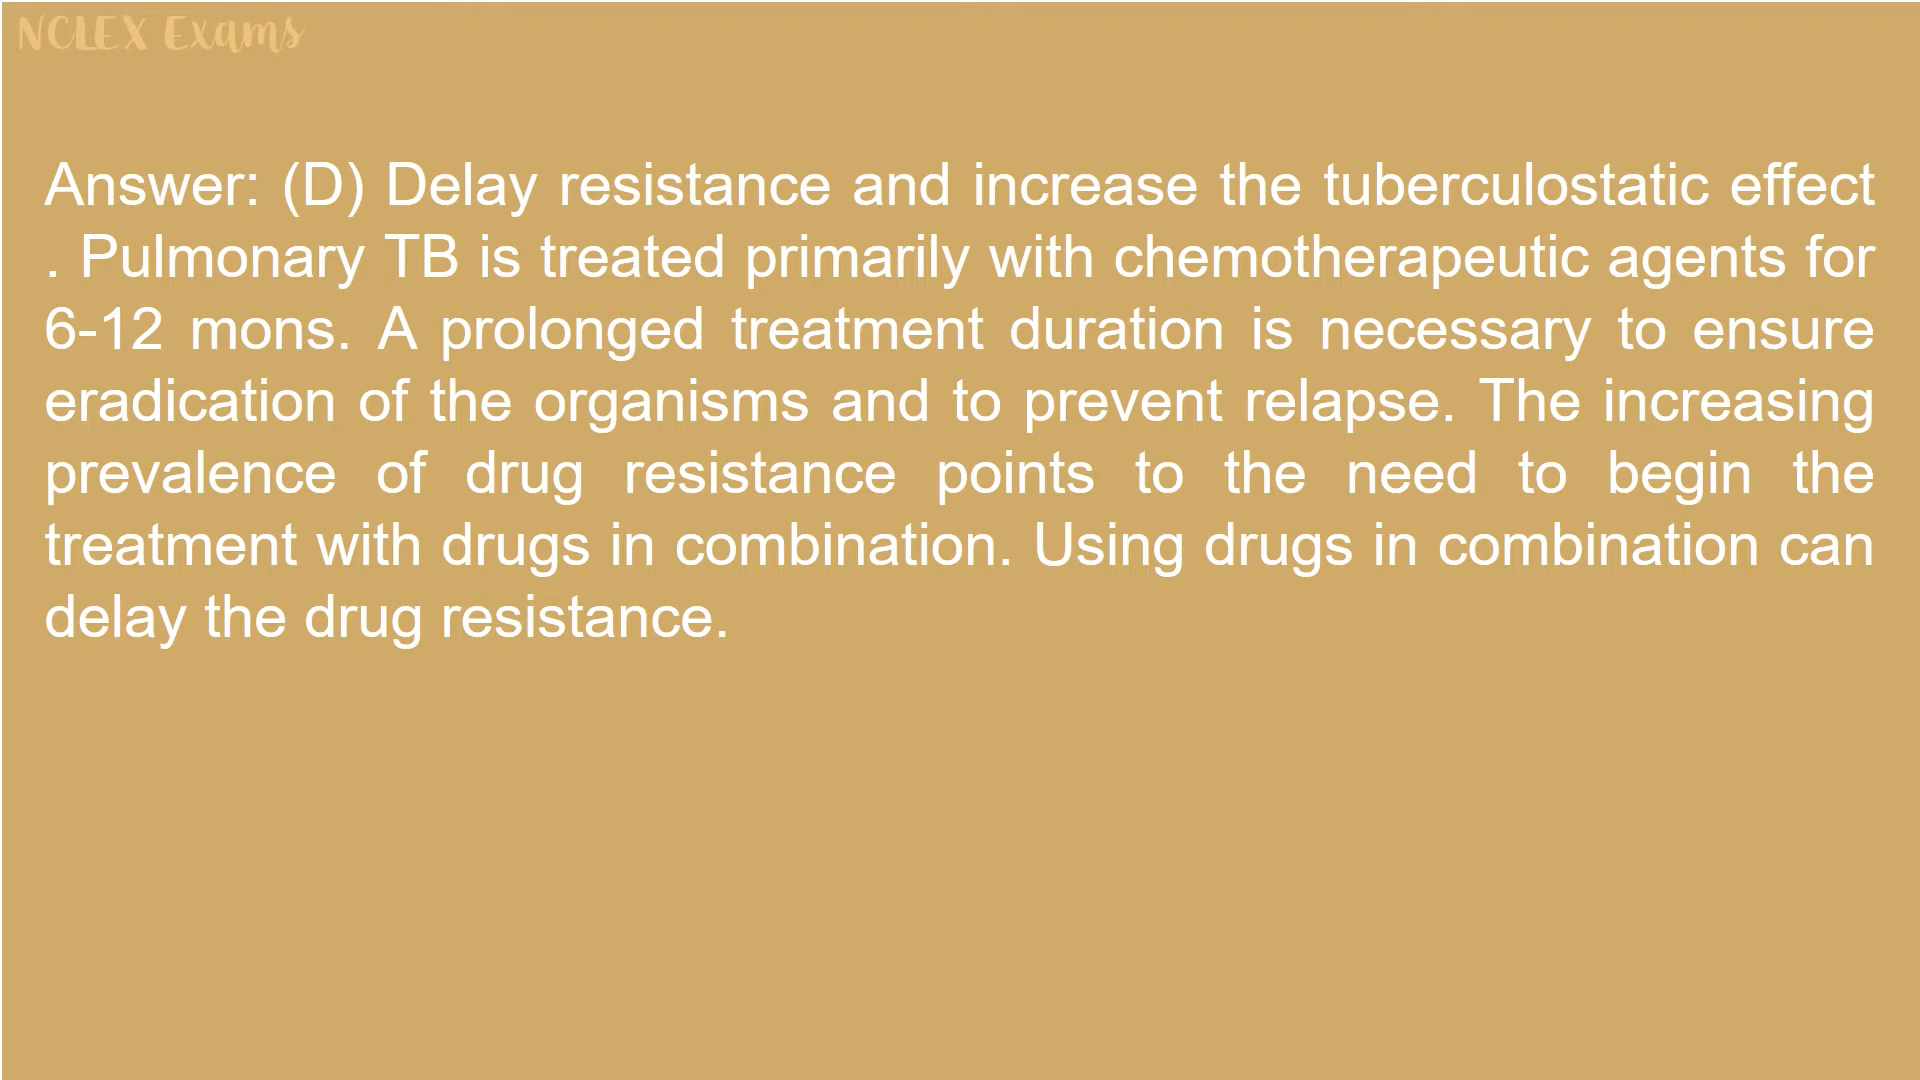 NCLEX Exams
Answer: (D) Delay resistance and increase the tuberculostatic effect
. Pulmonary TB is treated primarily with chemotherapeutic agents for
6-12 mons. A prolonged treatment duration is necessary to ensure
eradication of the organisms and to prevent relapse. The increasing
prevalence of drug resistance points to the need to begin the
treatment with drugs in combination. Using drugs in combination can
delay the drug resistance.